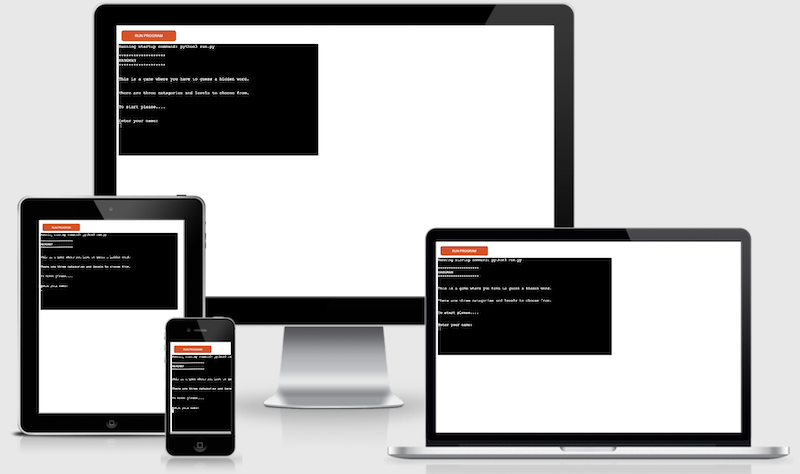 RUN PROGRAM
Running startup command: python3 run.py
*******************
HANGMAN
*******************
This is a game where you have to guess a hidden word.
There are three categories and levels to choose from.
To start please....
Enter your name:
RUN PROGRAM
Running startup command: python3 run.py
*******************
HANGMAN
*******************
This is a game where you have to guess a hidden word.
There are three categories and levels to choose from.
To start please....
Enter your name:
RUN PROGRAM
Running startup command: python3 run.py
*******************
HANGMAN
*******************
This is a game where you have to guess a hidden word.
There are three categories and levels to choose from.
To start please....
Enter your name:
RUN PROGRAM
Running startup command: python3 ru
*******************
HANGMAN
*******************
This is a game where you have to gu
There are three categories and leve
To start please....
Enter your name: